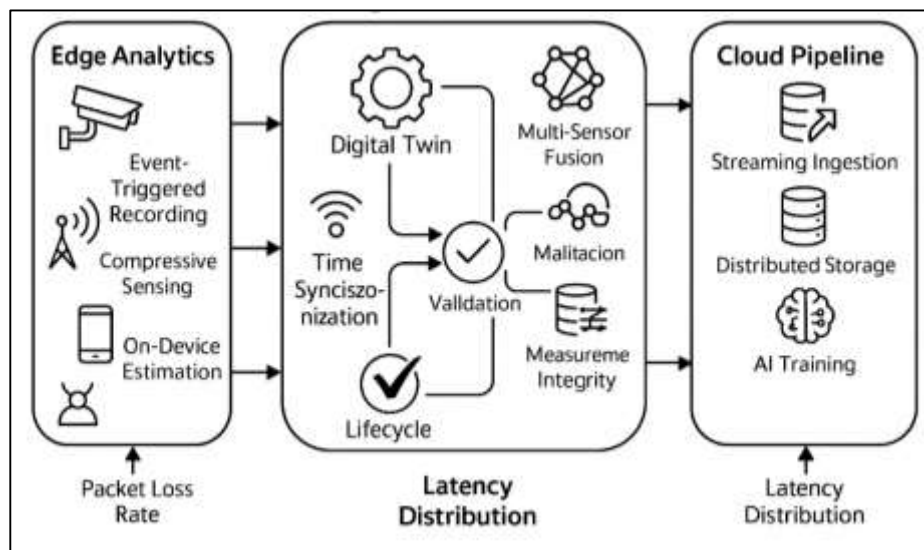 Edge Analytics
Event-
Triggered
Recording
Compressive
Sensing
On-Device
Estimation
Digital Twin
Time
Synciszo-
nization
Lifecycle
Valldation
Multi-Sensor
Fusion
Malitacion
Measureme
Integrity
Cloud Pipeline
Streaming Ingestion
Distributed Storage
AI Training
Packet Loss
Rate
Latency
Distribution
Latency
Distribution